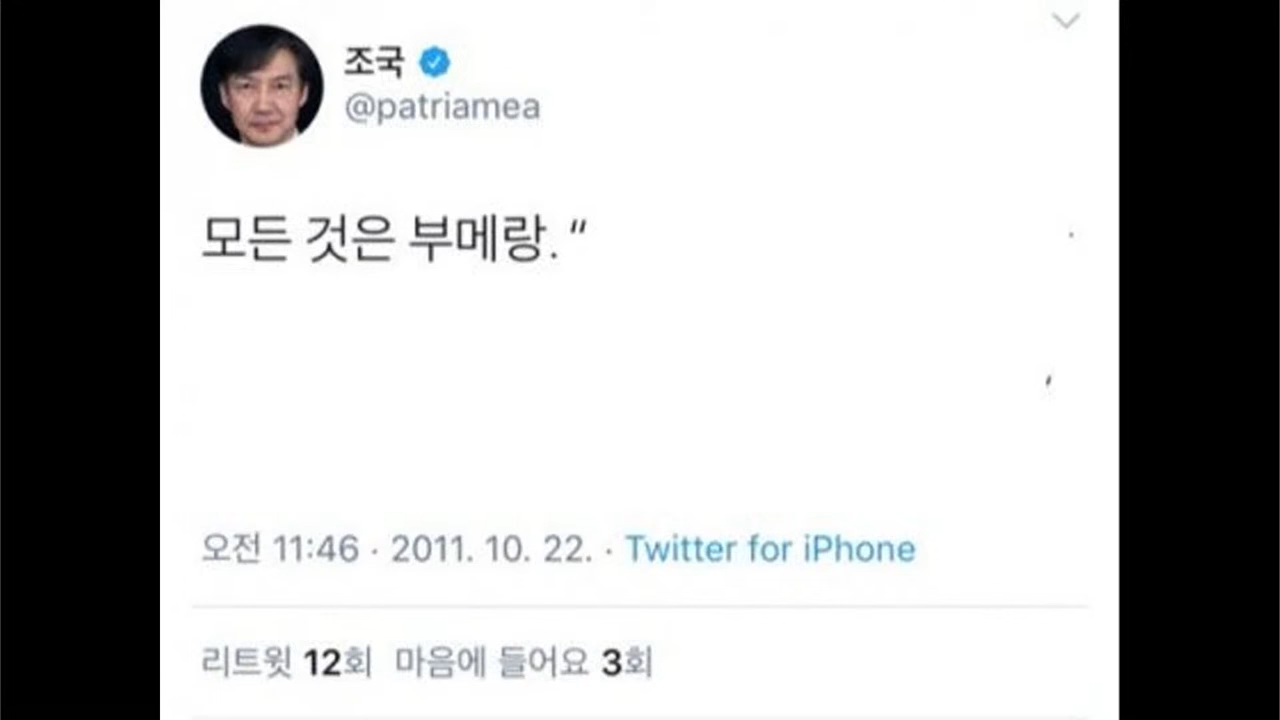 조국
@patriamea
모든 것은 부메랑. "
오전 11:46 · 2011. 10. 22. · Twitter for iPhone
리트윗 12회 마음에 들어요 3회